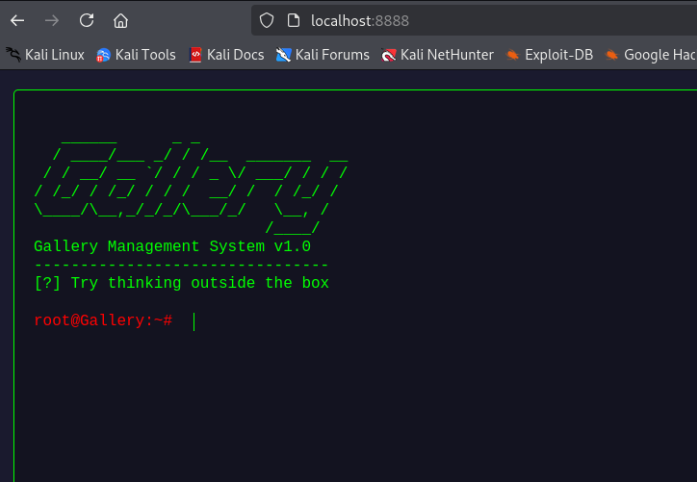 localhost:8888
Kali Linux Kali Tools Kali Docs Kali Forums Kali NetHunter Exploit-DB Google Hac
Gallery
Gallery Management System v1.0
--------------------------------
[?] Try thinking outside the box
root@Gallery:~#